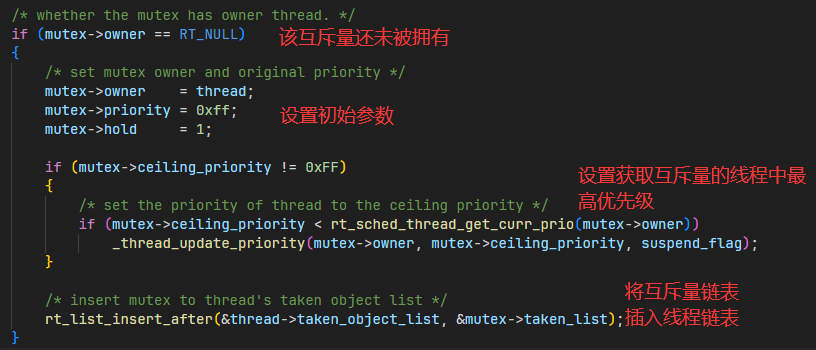 /* whether the mutex has owner thread. */
if (mutex->owner == RT_NULL) 该互斥量还未被拥有
{
/* set mutex owner and original priority */
mutex->owner    = thread;
mutex->priority = 0xff; 设置初始参数
mutex->hold     = 1;
if (mutex->ceiling_priority != 0xFF) 设置获取互斥量的线程中最
{ 高优先级
/* set the priority of thread to the ceiling priority */
if (mutex->ceiling_priority < rt_sched_thread_get_curr_prio(mutex->owner))
_thread_update_priority(mutex->owner, mutex->ceiling_priority, suspend_flag);
}
/* insert mutex to thread's taken object list */ 将互斥量链表
rt_list_insert_after(&thread->taken_object_list, &mutex->taken_list); 插入线程链表
}